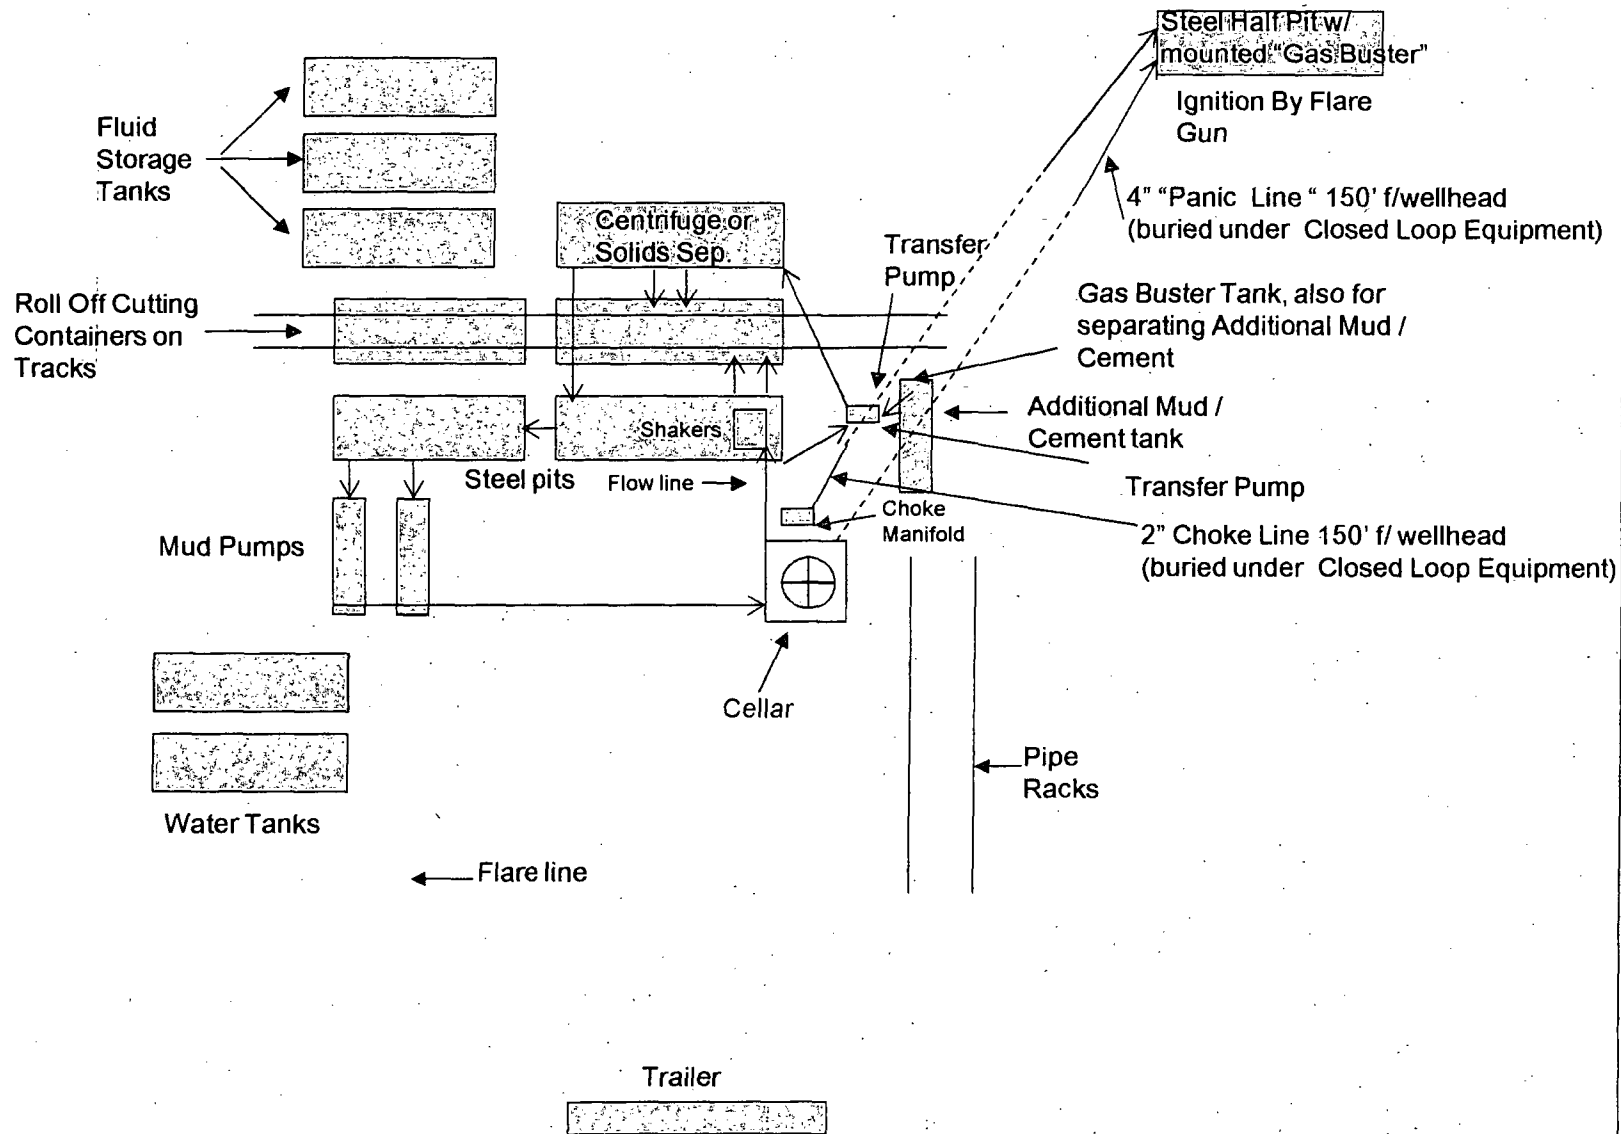 Steel Half Pit w/
mounted "Gas Buster"
Ignition By Flare
Gun
Fluid
Storage
Tanks
4" "Panic Line " 150' f/wellhead
(buried under Closed Loop Equipment)
Centrifuge or
Solids Sep.
Transfer
Pump
Roll Off Cutting
Containers on
Tracks
Gas Buster Tank, also for
separating Additional Mud /
Cement
Additional Mud /
Cement tank
Shakers
Steel pits
Flow line
Transfer Pump
Choke
Manifold
2" Choke Line 150' f/ wellhead
(buried under Closed Loop Equipment)
Mud Pumps
Cellar
Pipe
Racks
Water Tanks
Flare line
Trailer